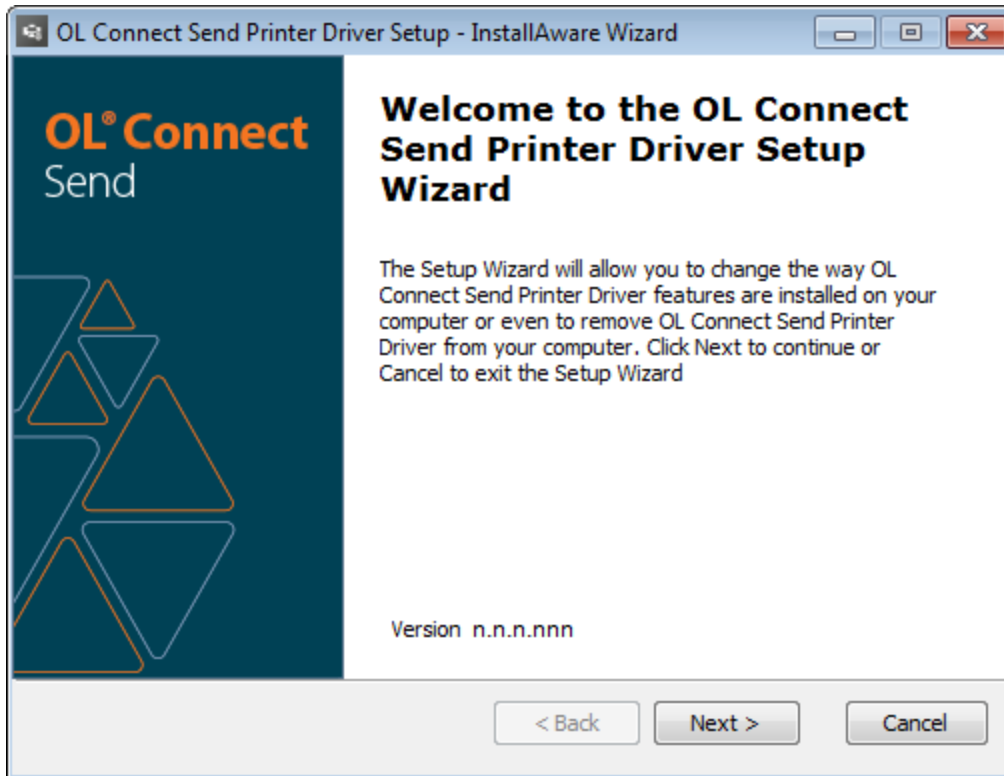 OL Connect Send Printer Driver Setup - InstallAware Wizard
OL® Connect
Send
Welcome to the OL Connect
Send Printer Driver Setup
Wizard
The Setup Wizard will allow you to change the way OL
Connect Send Printer Driver features are installed on your
computer or even to remove OL Connect Send Printer
Driver from your computer. Click Next to continue or
Cancel to exit the Setup Wizard
Version n.n.n.nnn
< Back
Next >
Cancel